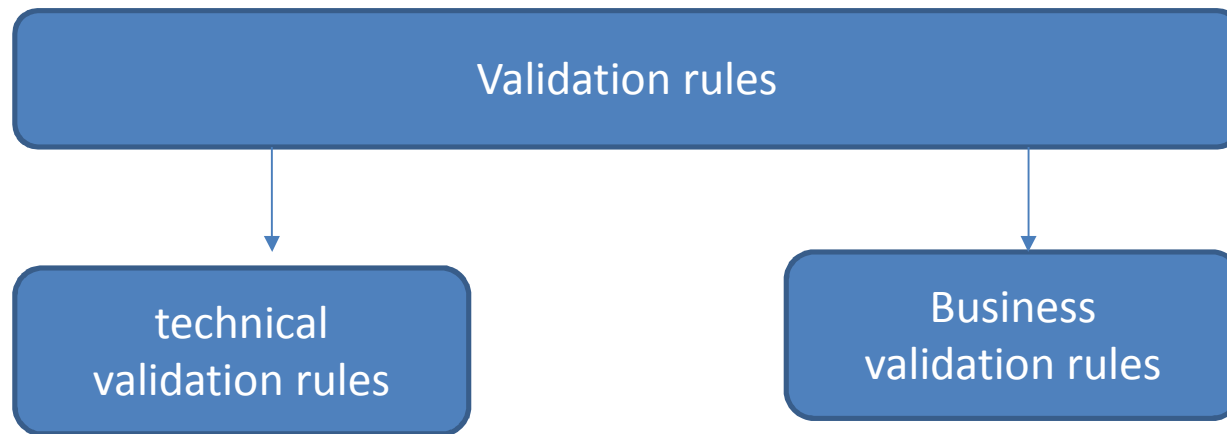 Validation rules
technical
validation rules
Business
validation rules